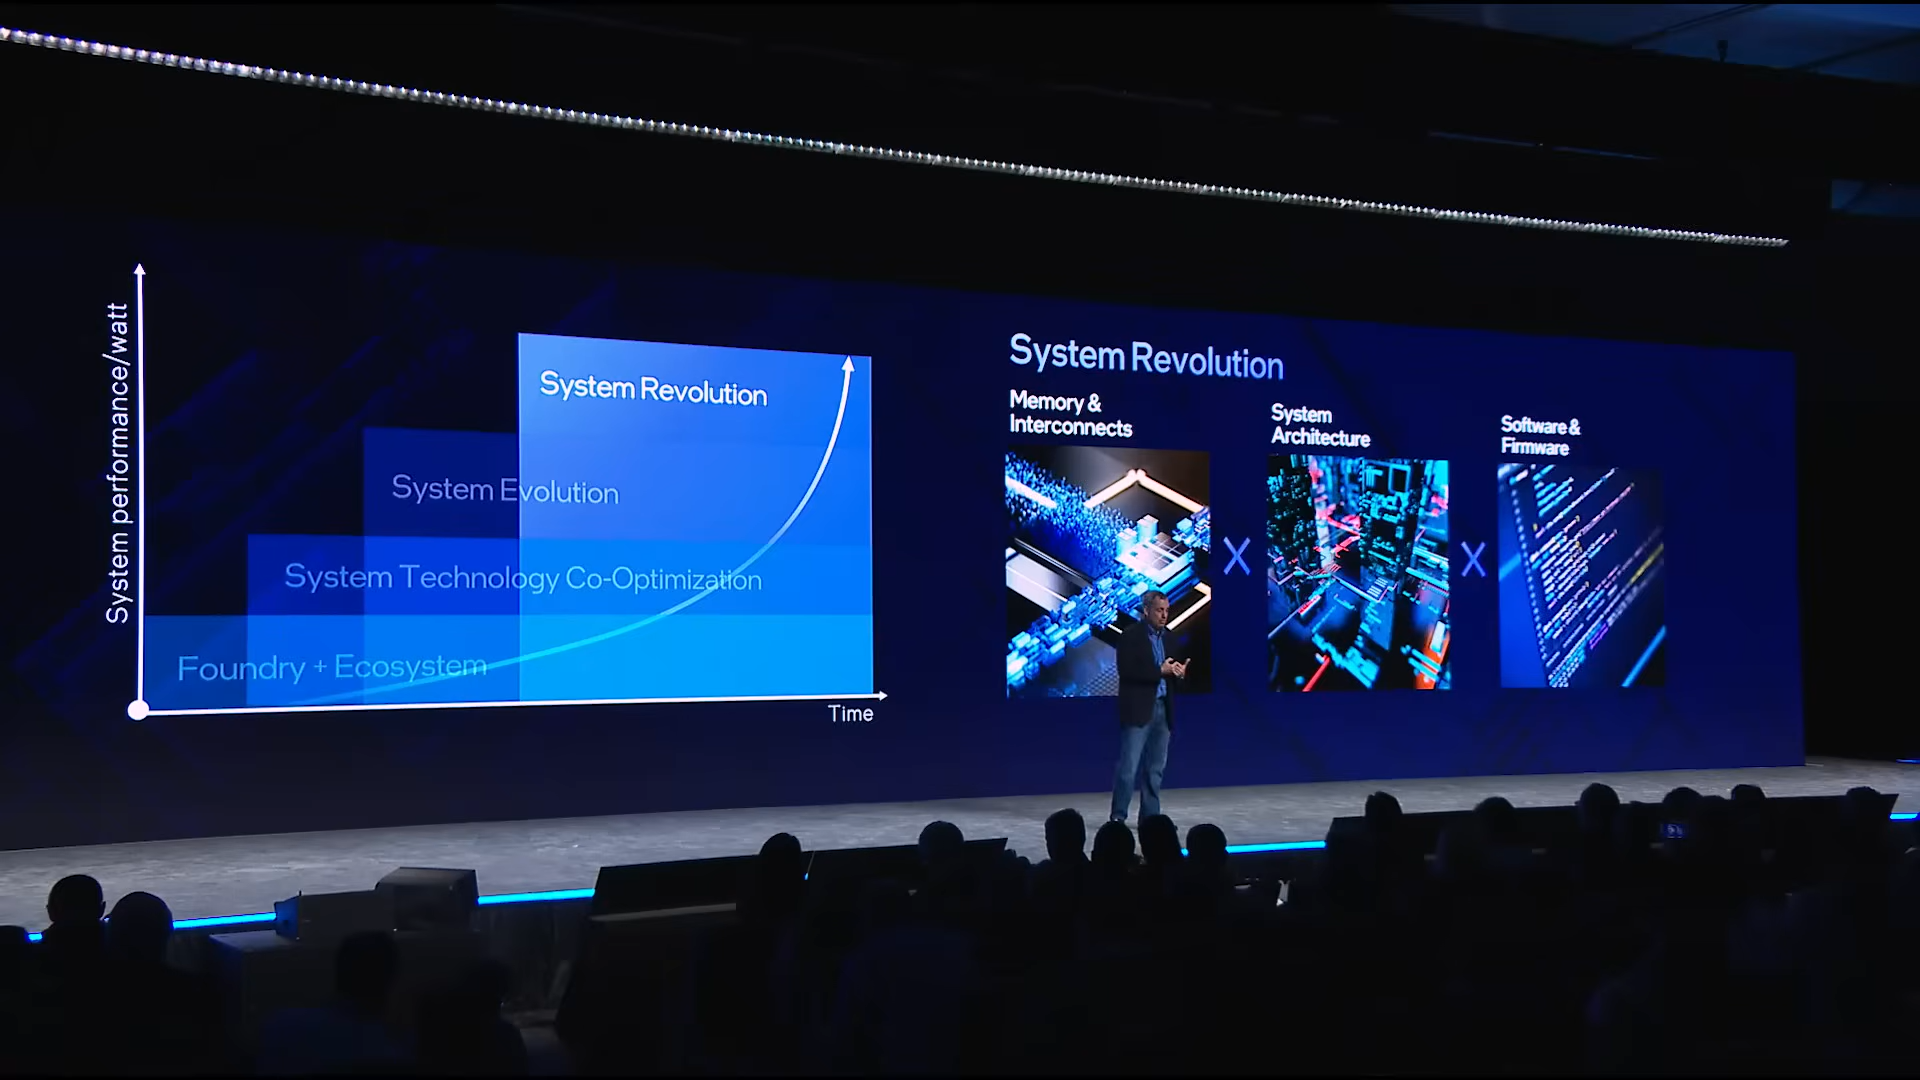 System performance/watt
System Revolution
System Evolution
System Technology Co-Optimization
Foundry + Ecosystem
Time
System Revolution
Memory &
Interconnects
X
System
Architecture
X
Software &
Firmware